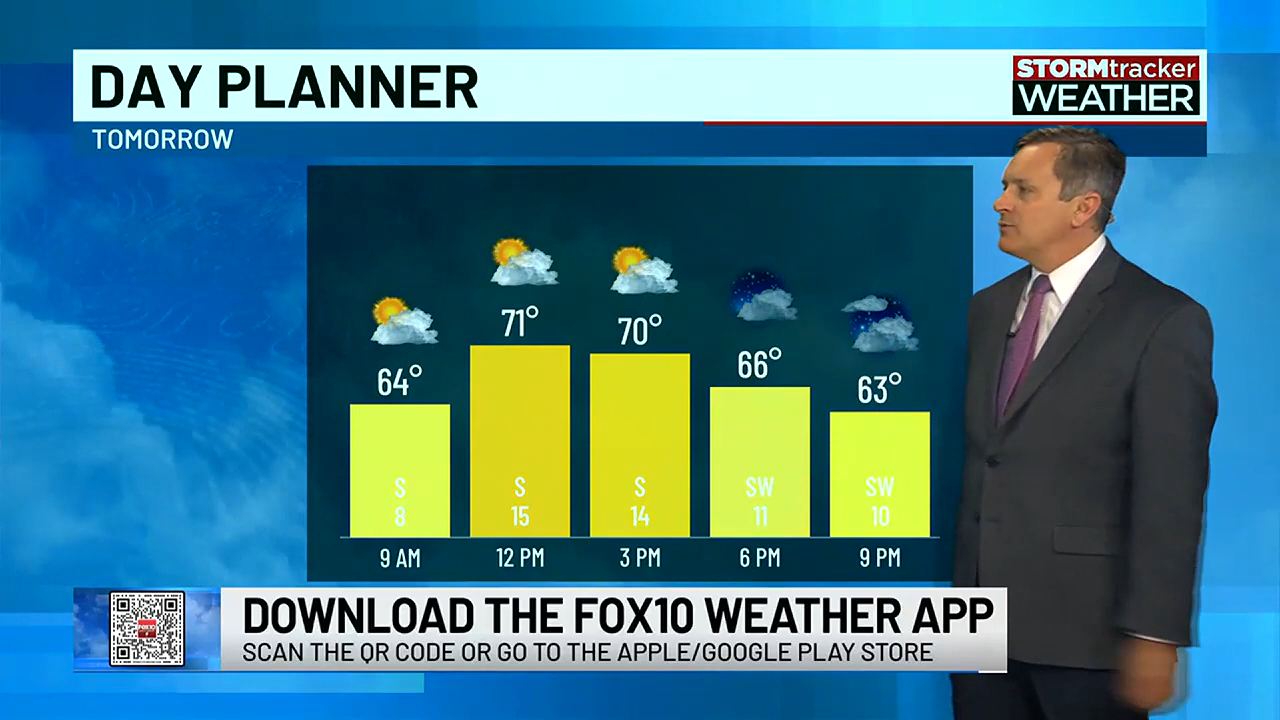 DAY PLANNER
STORMtracker
WEATHER
TOMORROW
71°
70°
66°
64°
63°
S S S SW SW
8 15 14 11 10
9 AM 12 PM 3 PM 6 PM 9 PM
DOWNLOAD THE FOX10 WEATHER APP
SCAN THE QR CODE OR GO TO THE APPLE/GOOGLE PLAY STORE
FOX10